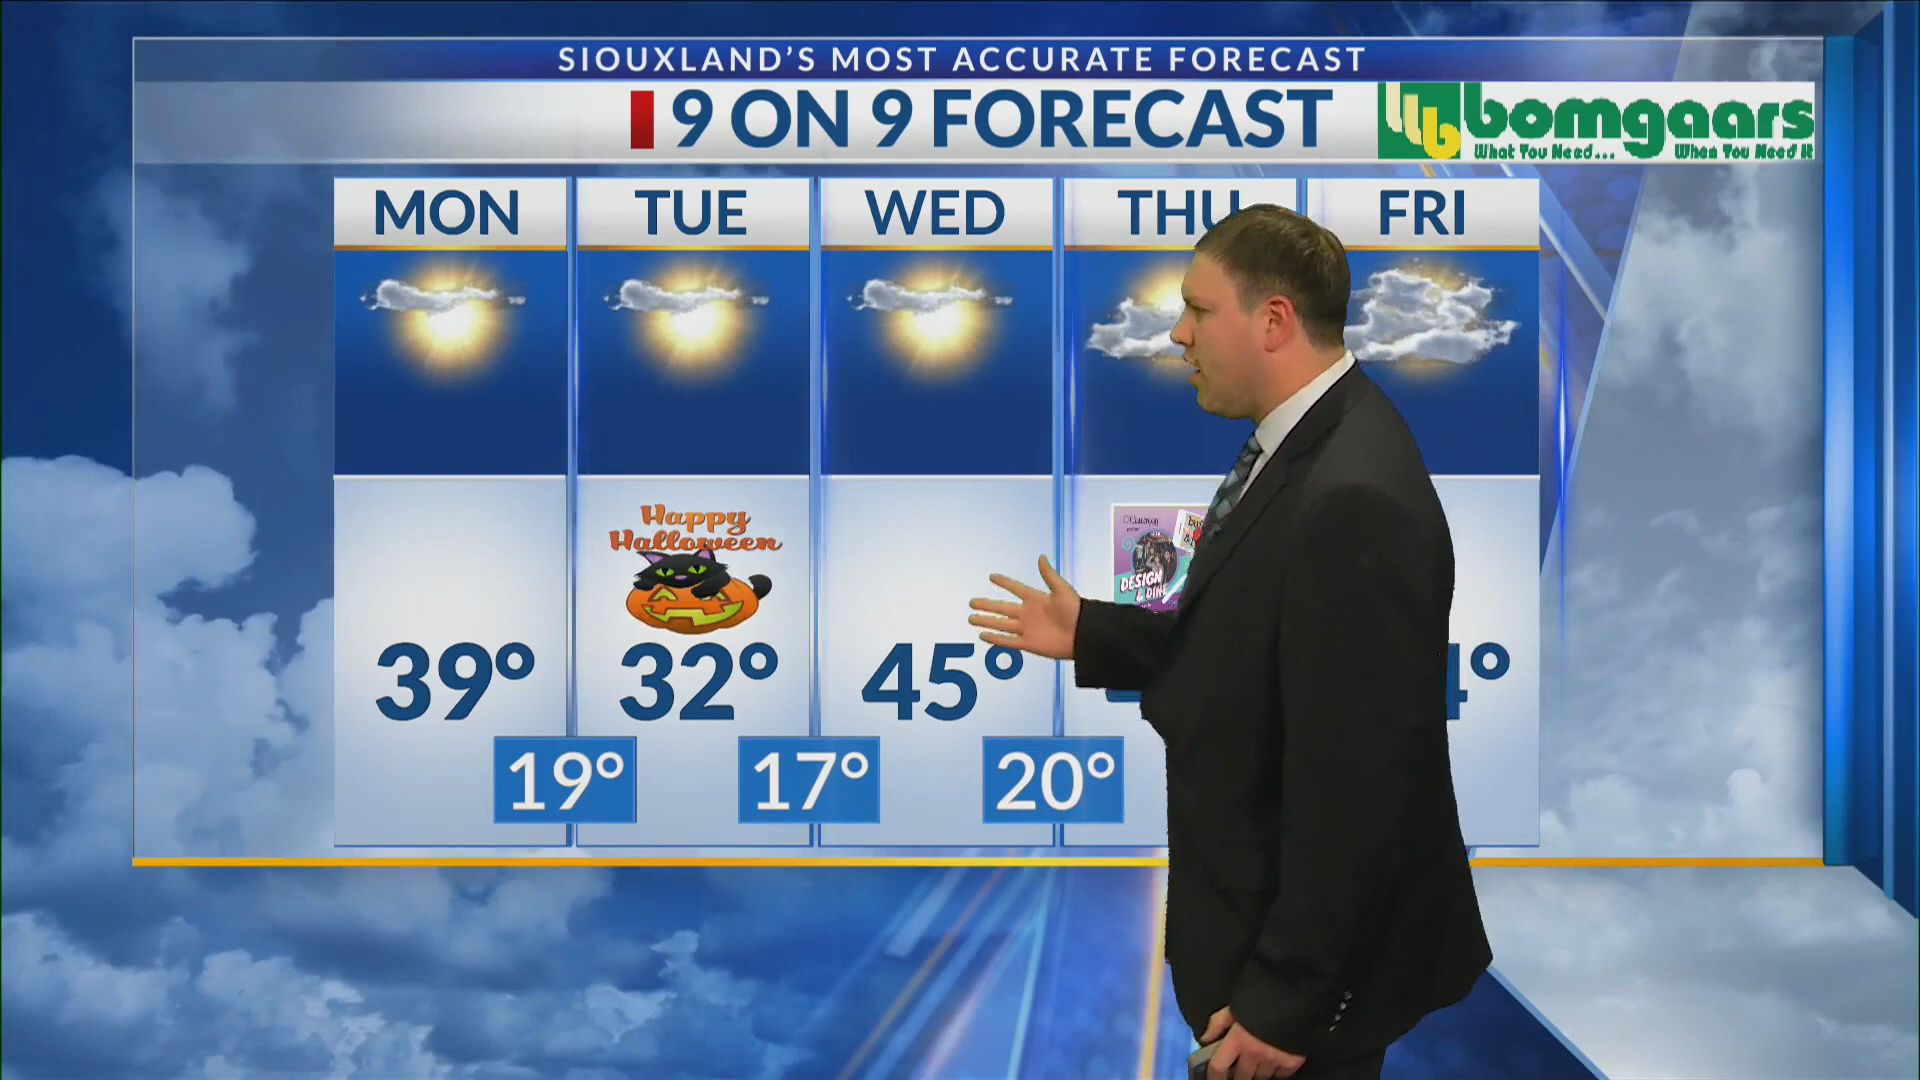 SIOUXLAND'S MOST ACCURATE FORECAST
9 ON 9 FORECAST
bomgaars
What You Need... When You Need It
MON TUE WED THU FRI
Happy
Halloween
DESIGN
& DINE
39° 32° 45°
19° 17° 20°